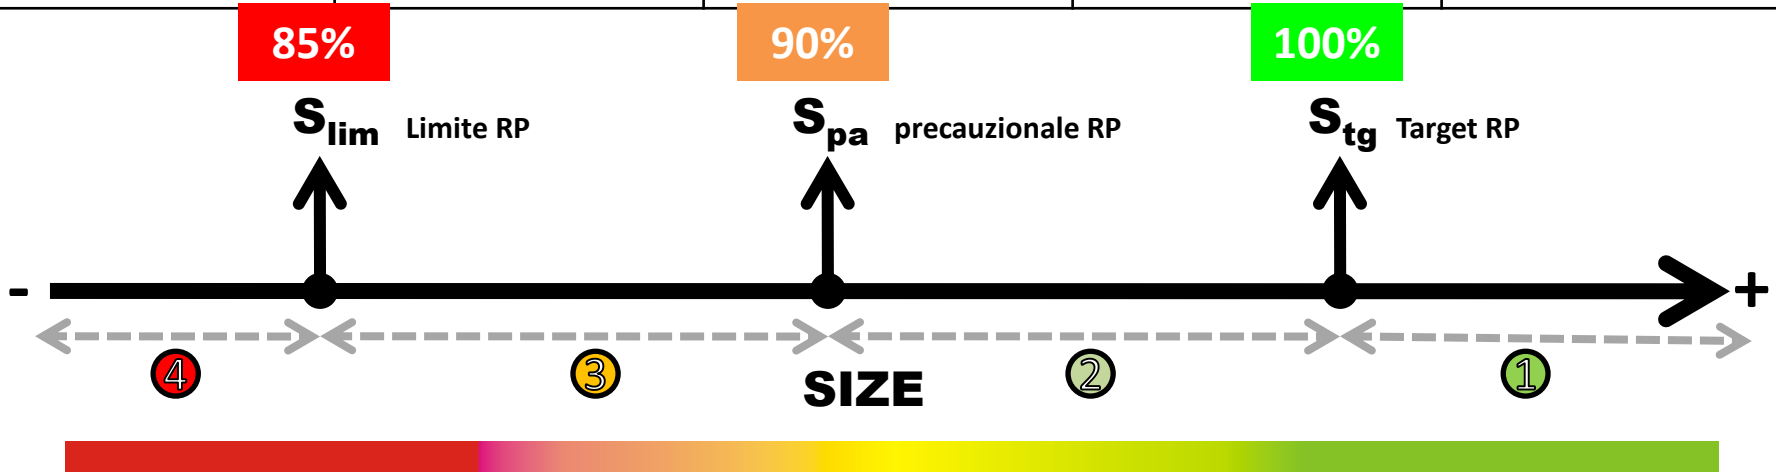 85% 90% 100%
Slim Limite RP Spa precauzionale RP Stg Target RP
- +
4 3 2 1
SIZE